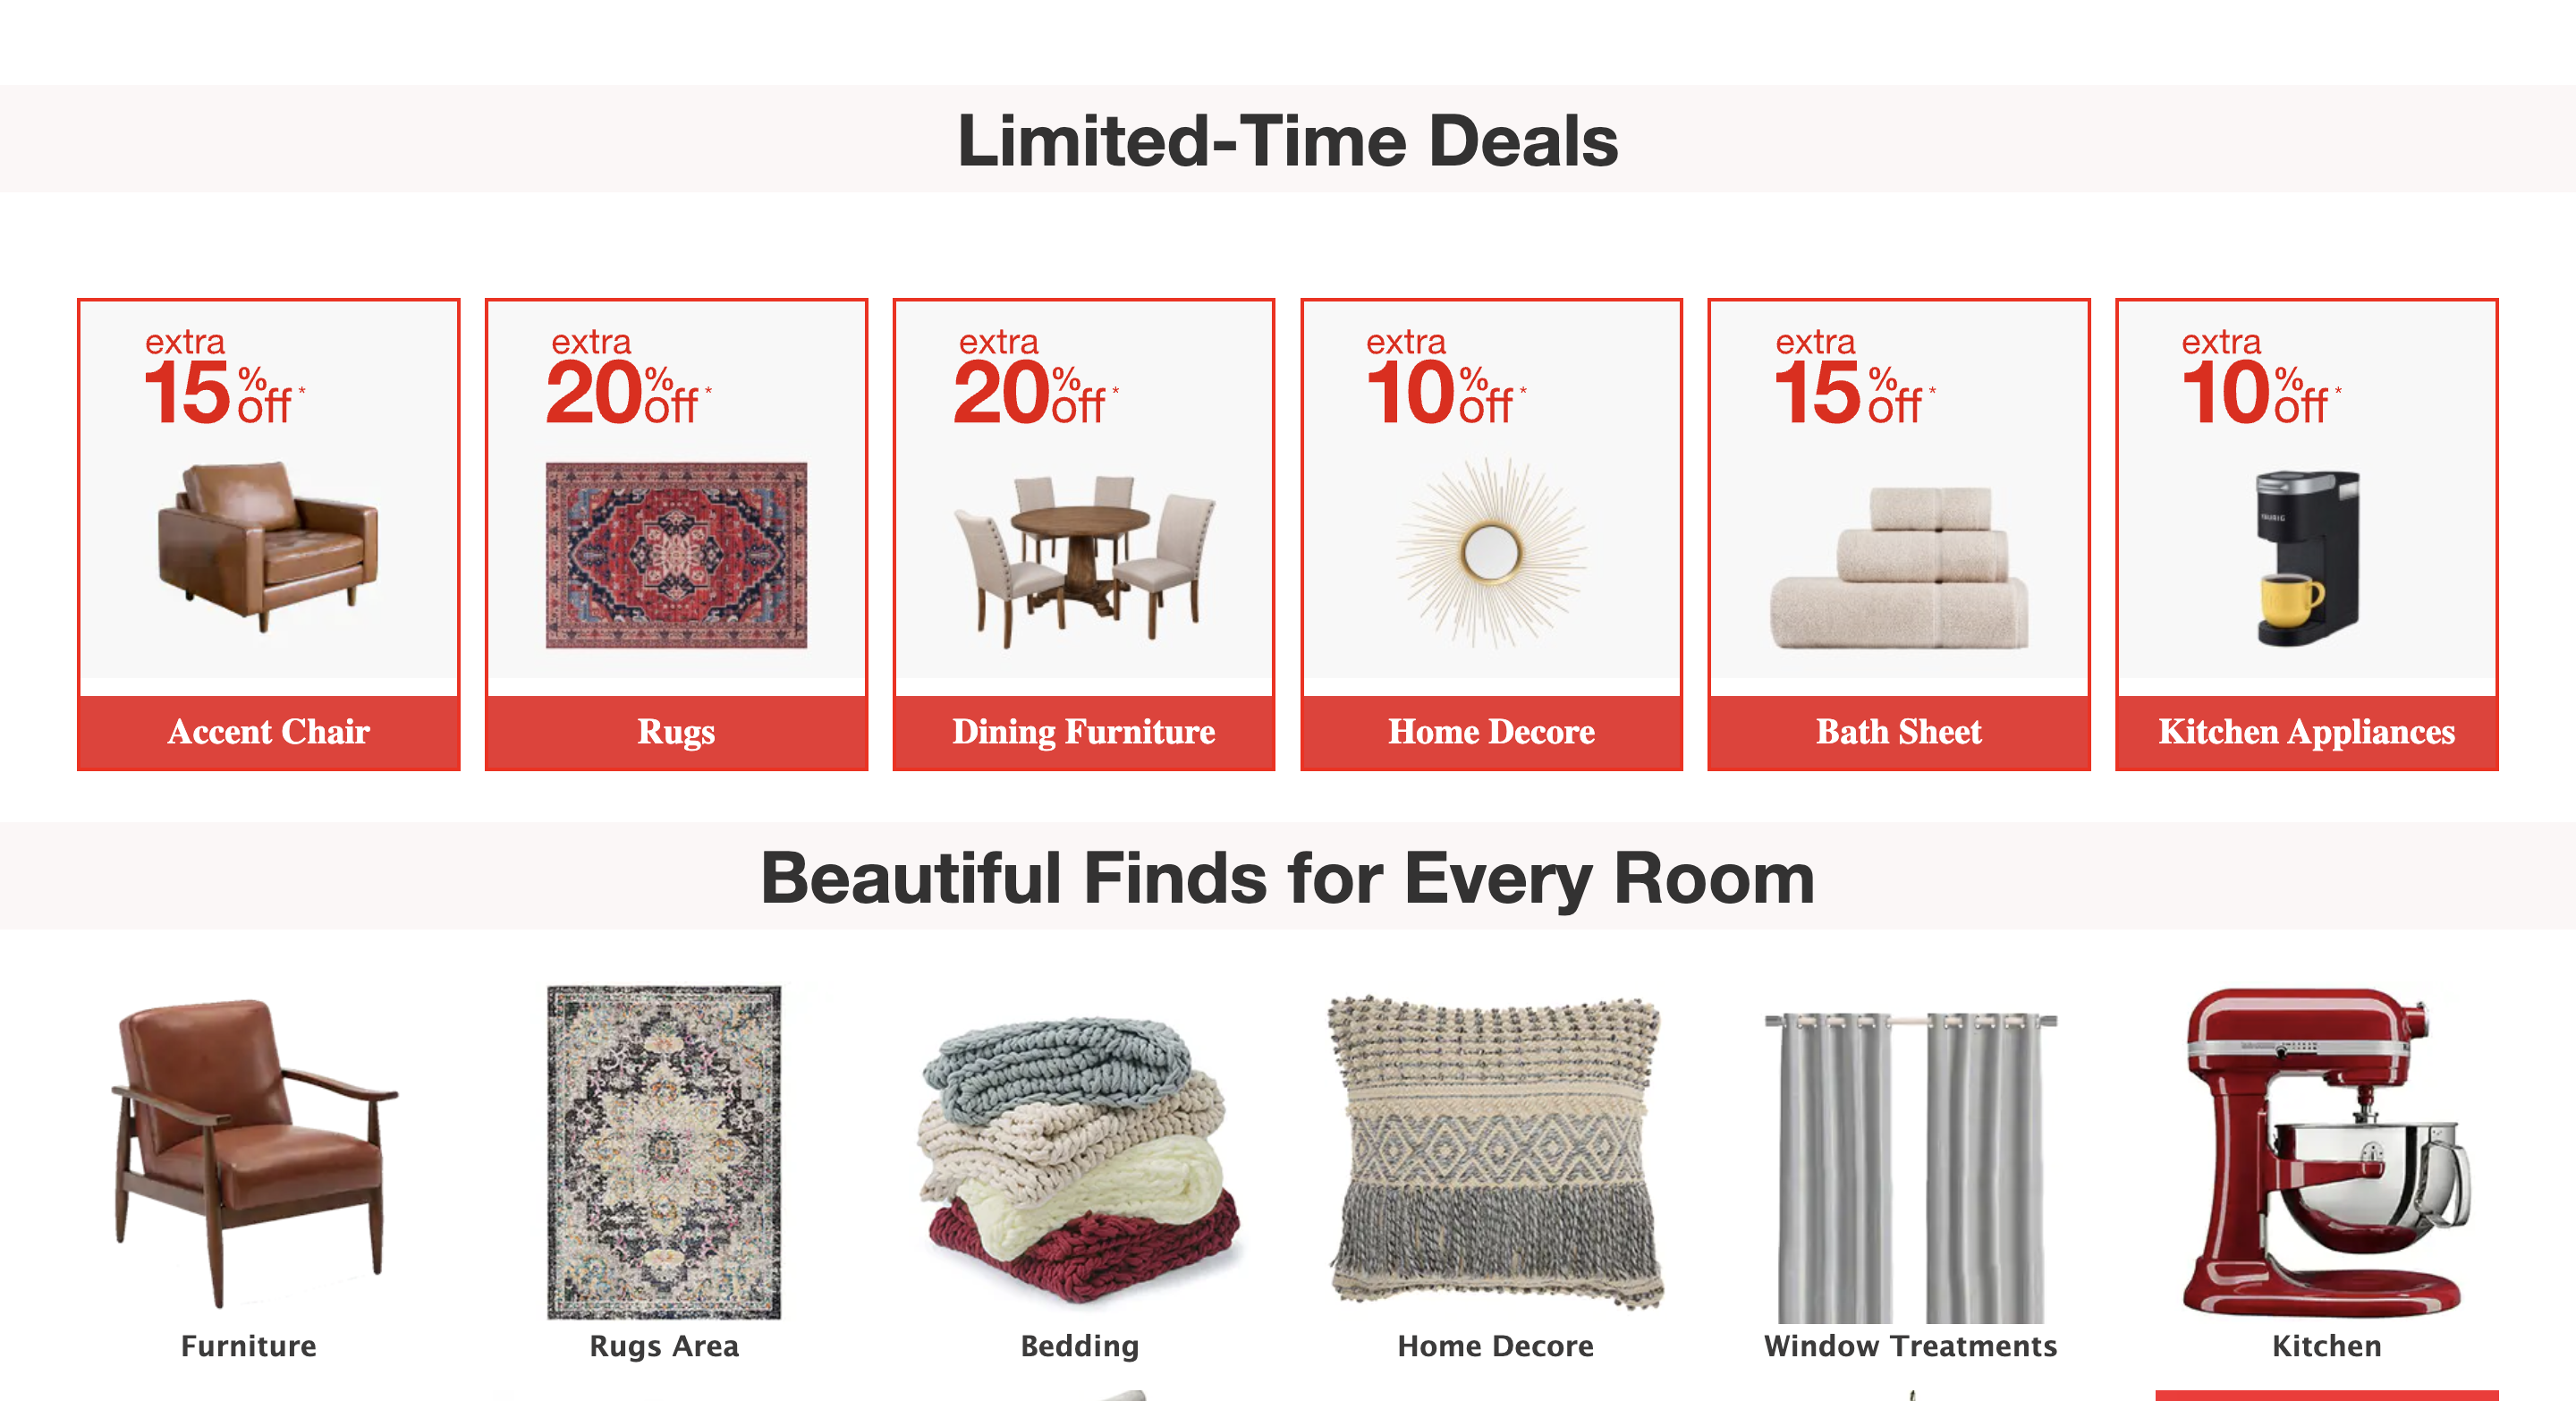 Limited-Time Deals
extra
15%off*
extra
20%off*
extra
20%off*
extra
10%off*
extra
15%off*
extra
10%off*
KEURIG
Accent Chair
Rugs
Dining Furniture
Home Decore
Bath Sheet
Kitchen Appliances
Beautiful Finds for Every Room
Furniture
Rugs Area
Bedding
Home Decore
Window Treatments
Kitchen